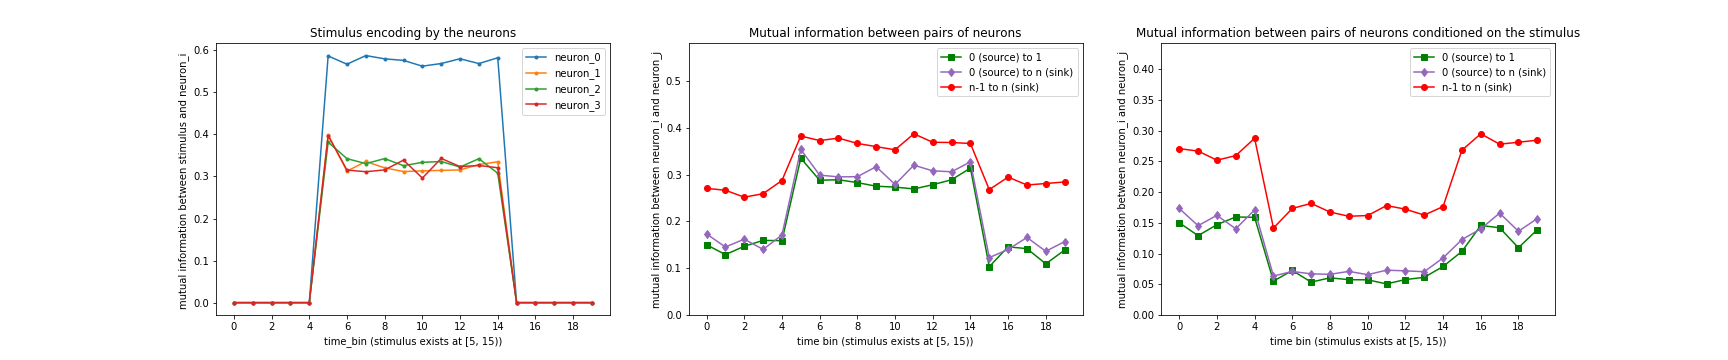 Stimulus encoding by the neurons
mutual information between stimulus and neuron_i
0.6
0.5
0.4
0.3
0.2
0.1
0.0
neuron_0
neuron_1
neuron_2
neuron_3
0 2 4 6 8 10 12 14 16 18
time_bin (stimulus exists at [5, 15))
Mutual information between pairs of neurons
mutual information between neuron_i and neuron_j
0.5
0.4
0.3
0.2
0.1
0.0
0 (source) to 1
0 (source) to n (sink)
n-1 to n (sink)
0 2 4 6 8 10 12 14 16 18
time bin (stimulus exists at [5, 15))
Mutual information between pairs of neurons conditioned on the stimulus
mutual information between neuron_i and neuron_j
0.40
0.35
0.30
0.25
0.20
0.15
0.10
0.05
0.00
0 (source) to 1
0 (source) to n (sink)
n-1 to n (sink)
0 2 4 6 8 10 12 14 16 18
time bin (stimulus exists at [5, 15))